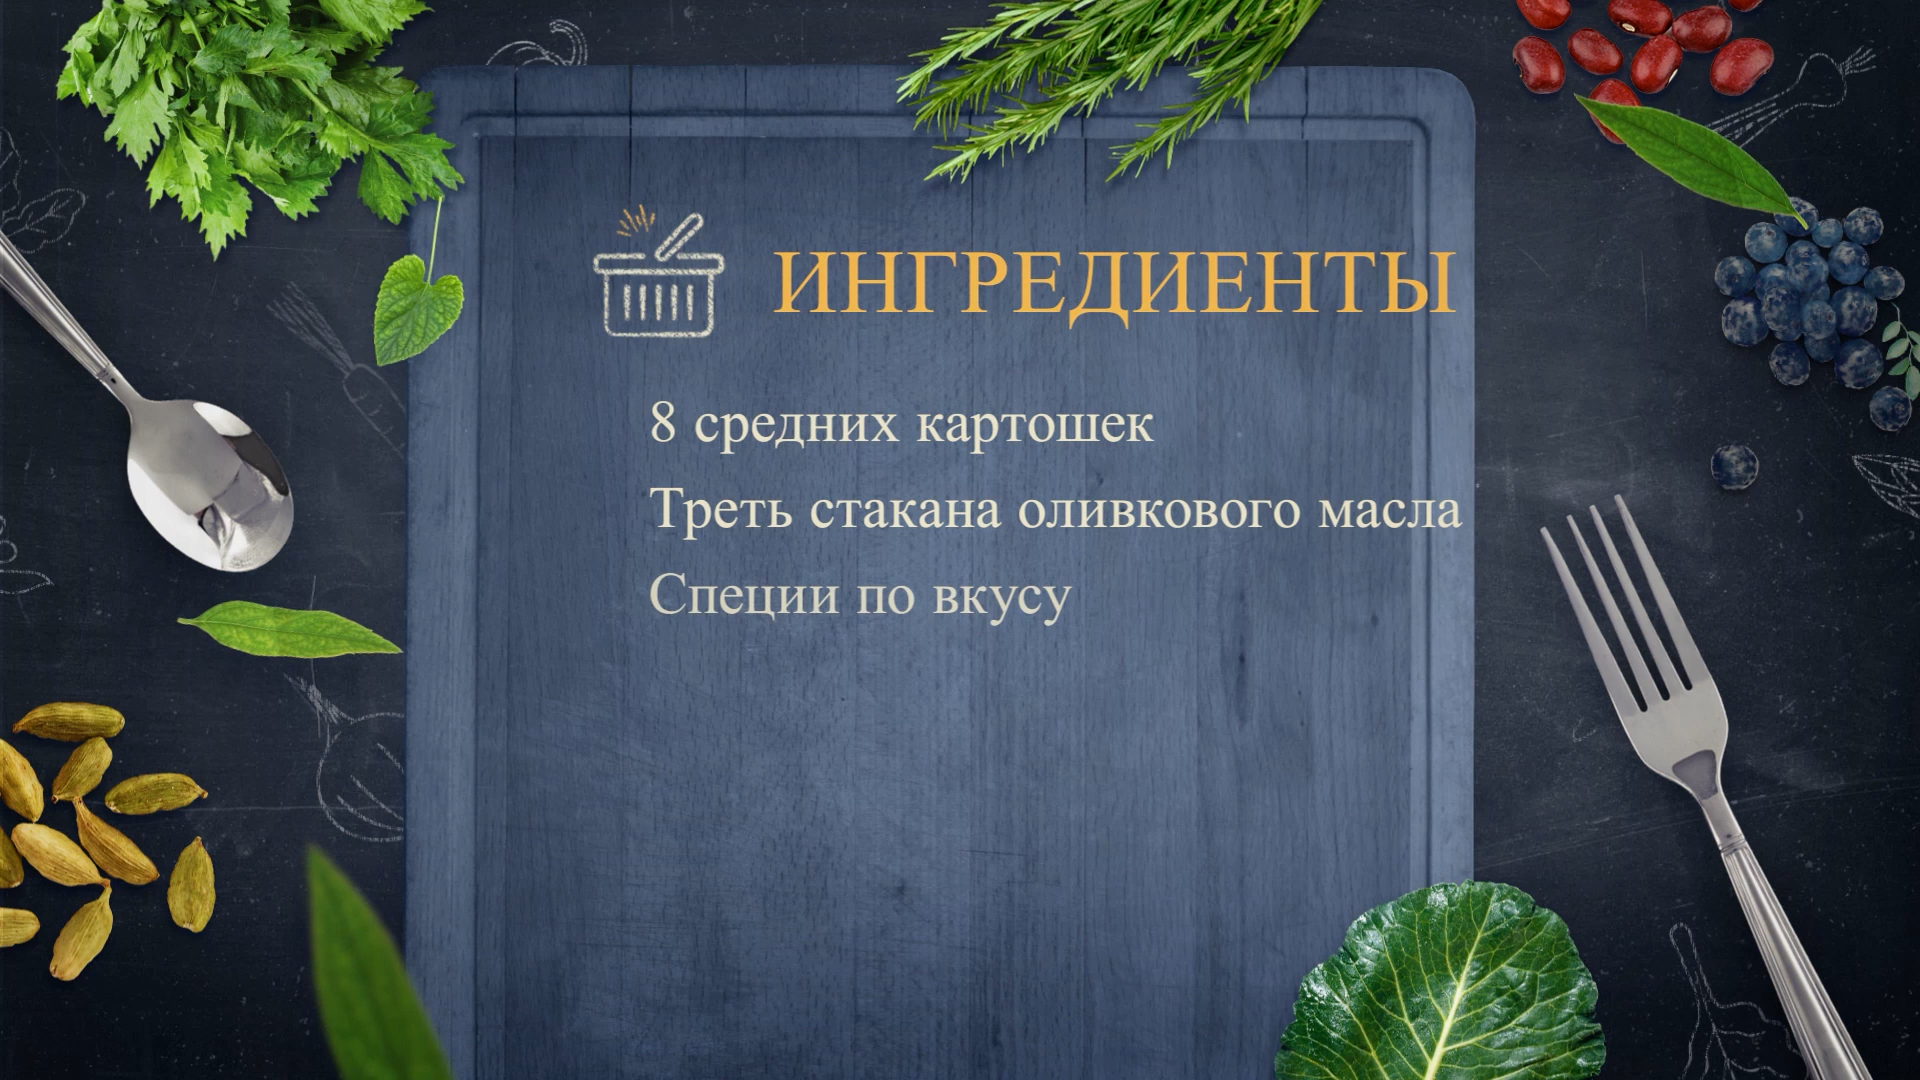 ИНГРЕДИЕНТЫ
8 средних картошек
Треть стакана оливкового масла
Специи по вкусу